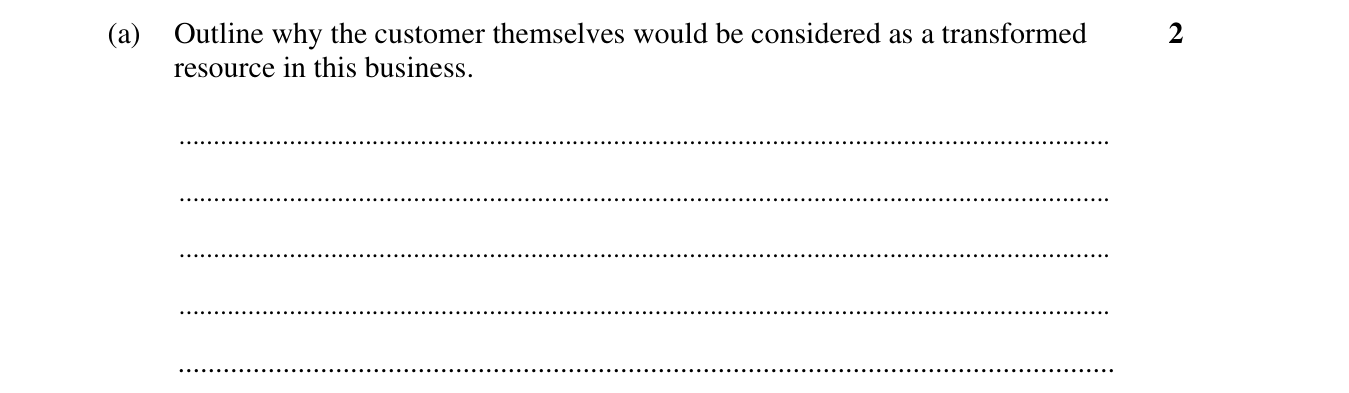 (a) Outline why the customer themselves would be considered as a transformed 2
resource in this business.